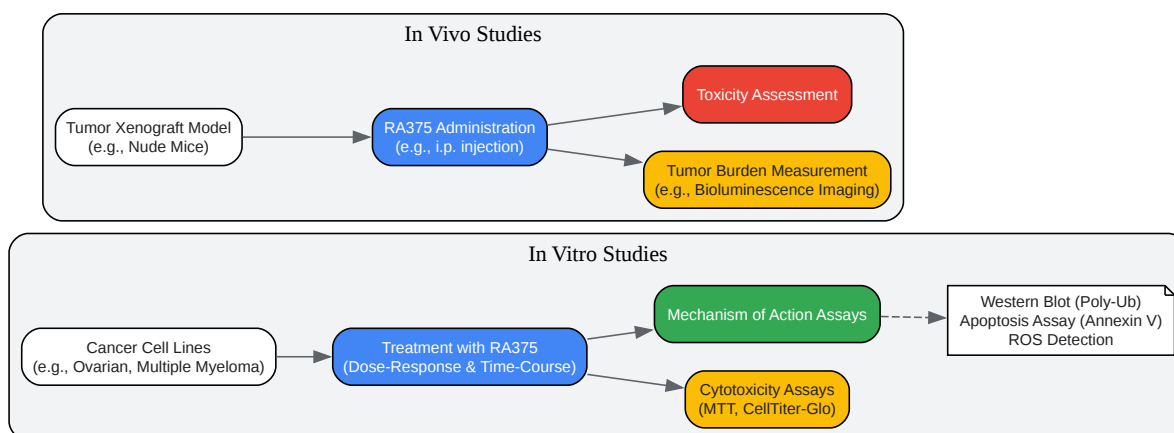 In Vivo Studies
Tumor Xenograft Model
(e.g., Nude Mice)
RA375 Administration
(e.g., i.p. injection)
Toxicity Assessment
Tumor Burden Measurement
(e.g., Bioluminescence Imaging)
In Vitro Studies
Cancer Cell Lines
(e.g., Ovarian, Multiple Myeloma)
Treatment with RA375
(Dose-Response & Time-Course)
Mechanism of Action Assays
Western Blot (Poly-Ub)
Apoptosis Assay (Annexin V)
ROS Detection
Cytotoxicity Assays
(MTT, CellTiter-Glo)